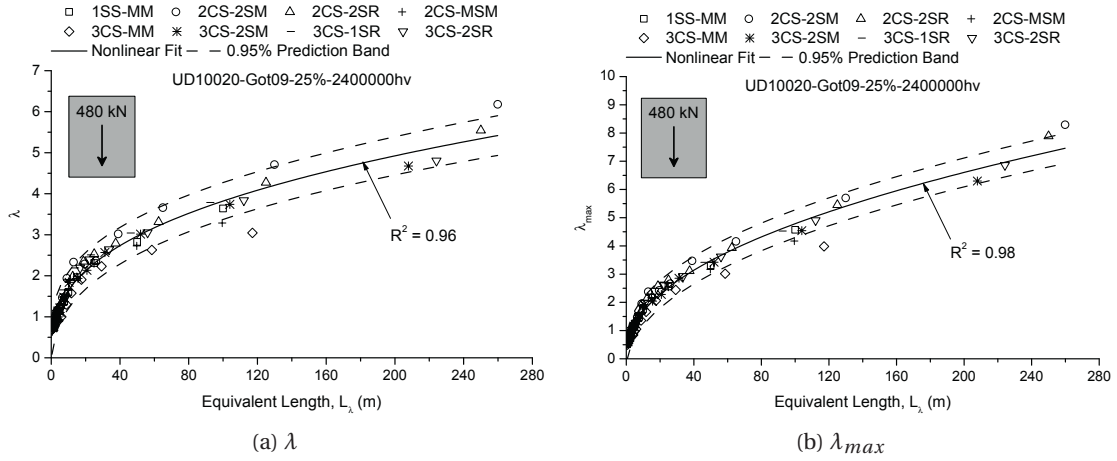 1SS-MM 2CS-2SM 2CS-2SR 2CS-MSM
3CS-MM 3CS-2SM 3CS-1SR 3CS-2SR
Nonlinear Fit 0.95% Prediction Band
UD10020-Got09-25%-2400000hv
480 kN
7
6
5
4
3
2
1
0
λ
R² = 0.96
0 40 80 120 160 200 240 280
Equivalent Length, L_λ (m)
(a) λ
1SS-MM 2CS-2SM 2CS-2SR 2CS-MSM
3CS-MM 3CS-2SM 3CS-1SR 3CS-2SR
Nonlinear Fit 0.95% Prediction Band
UD10020-Got09-25%-2400000hv
480 kN
10
9
8
7
6
5
4
3
2
1
0
λ_max
R² = 0.98
0 40 80 120 160 200 240 280
Equivalent Length, L_λ (m)
(b) λ_max